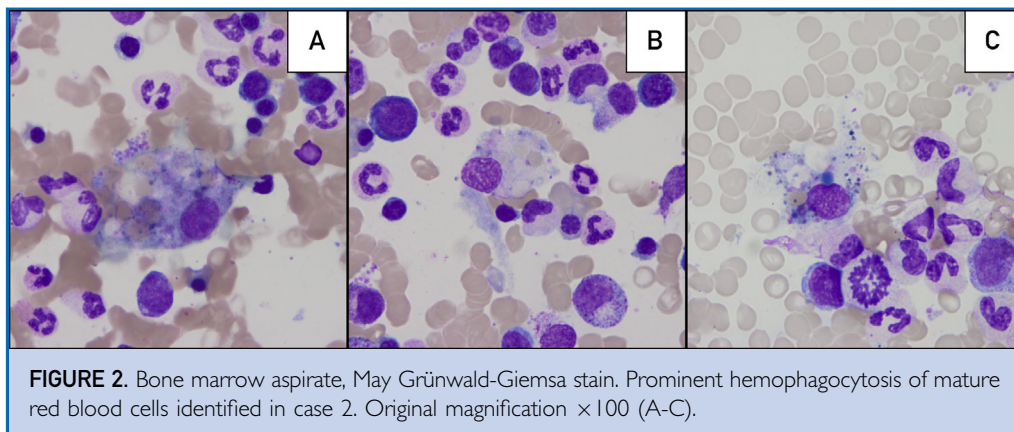 A
B
C
FIGURE 2. Bone marrow aspirate, May Grünwald-Giemsa stain. Prominent hemophagocytosis of mature
red blood cells identified in case 2. Original magnification ×100 (A-C).